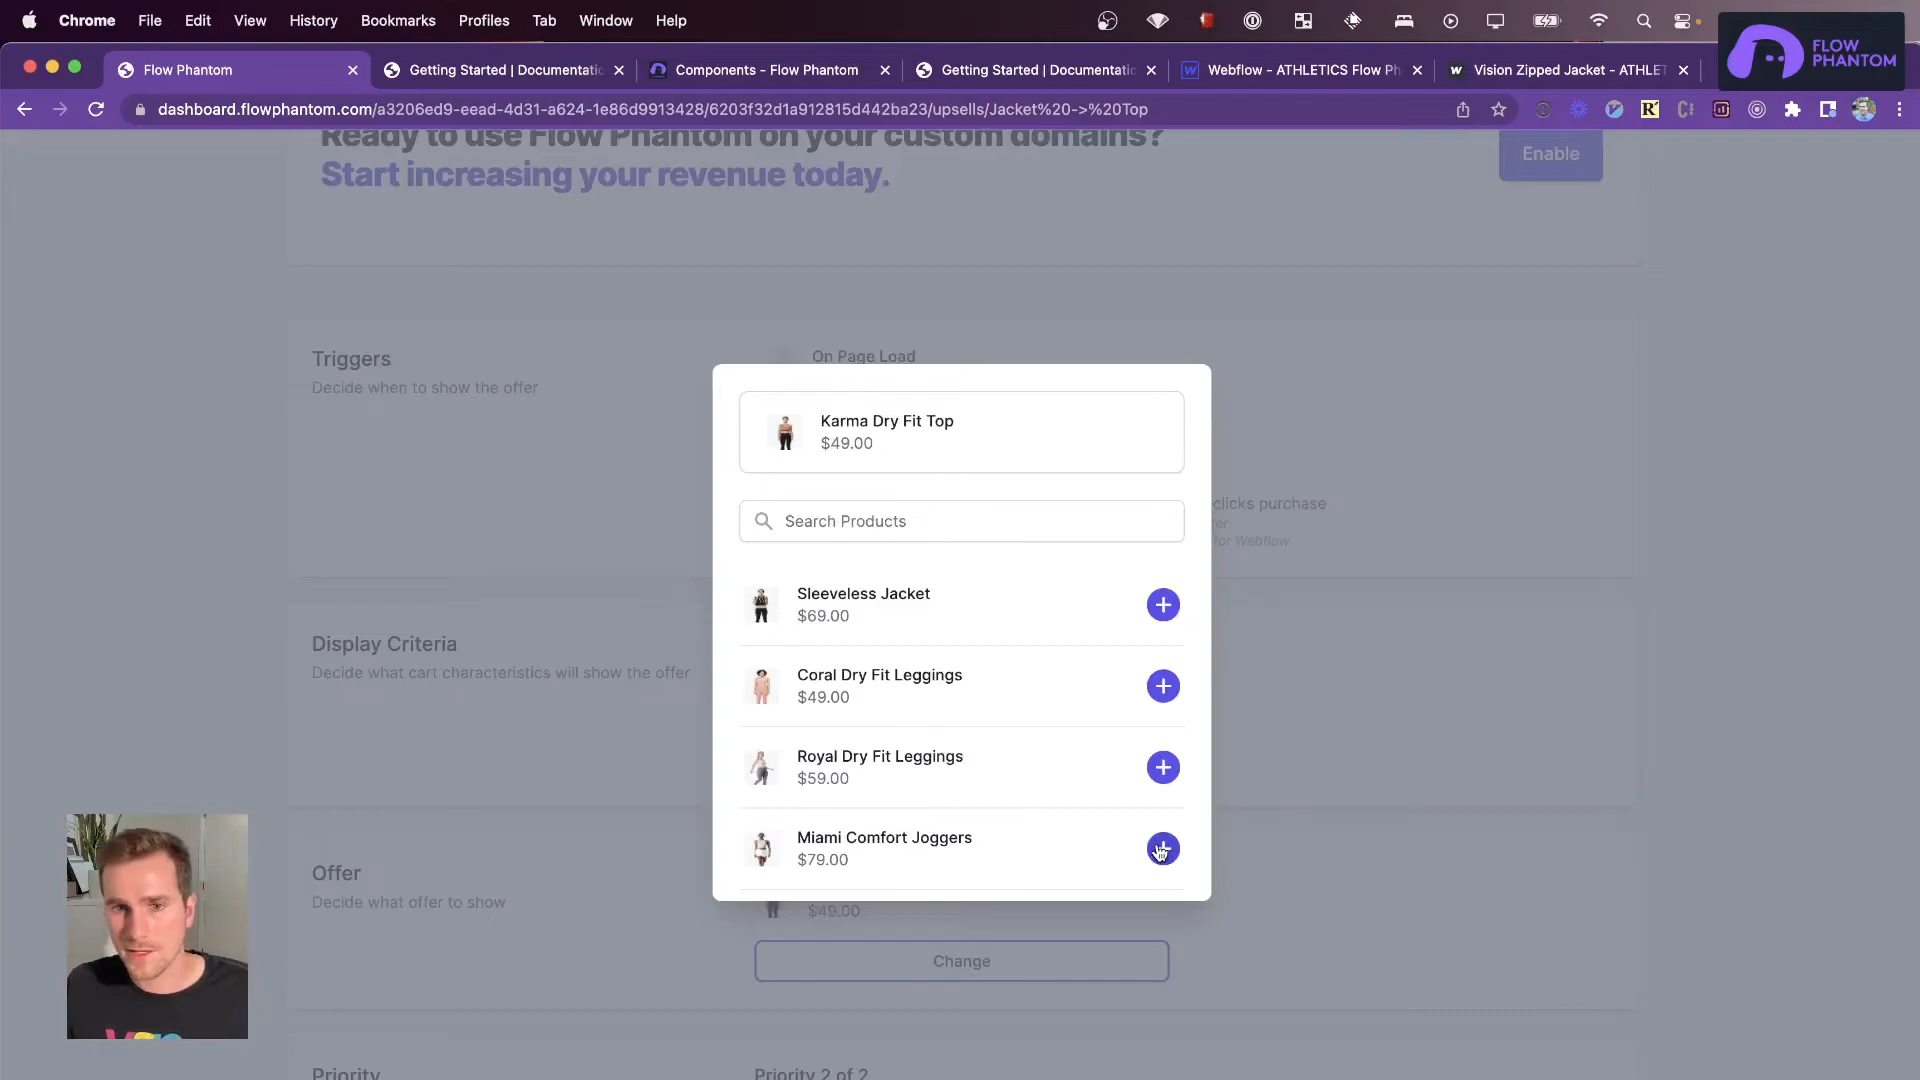 Chrome File Edit View History Bookmarks Profiles Tab Window Help
FLOW
PHANTOM
Flow Phantom
Getting Started | Documentatio
Components - Flow Phantom
Getting Started | Documentatio
Webflow - ATHLETICS Flow Ph
Vision Zipped Jacket - ATHLET
dashboard.flowphantom.com/a3206ed9-eead-4d31-a624-1e86d9913428/6203f32d1a912815d442ba23/upsells/Jacket%20->%20Top
Ready to use Flow Phantom on your custom domains?
Start increasing your revenue today.
Enable
Triggers
Decide when to show the offer
On Page Load
clicks purchase
er
for Webflow
Karma Dry Fit Top
$49.00
Search Products
Sleeveless Jacket
$69.00
Coral Dry Fit Leggings
$49.00
Royal Dry Fit Leggings
$59.00
Miami Comfort Joggers
$79.00
Display Criteria
Decide what cart characteristics will show the offer
Offer
Decide what offer to show
$49.00
Change
Priority
Priority 2 of 2